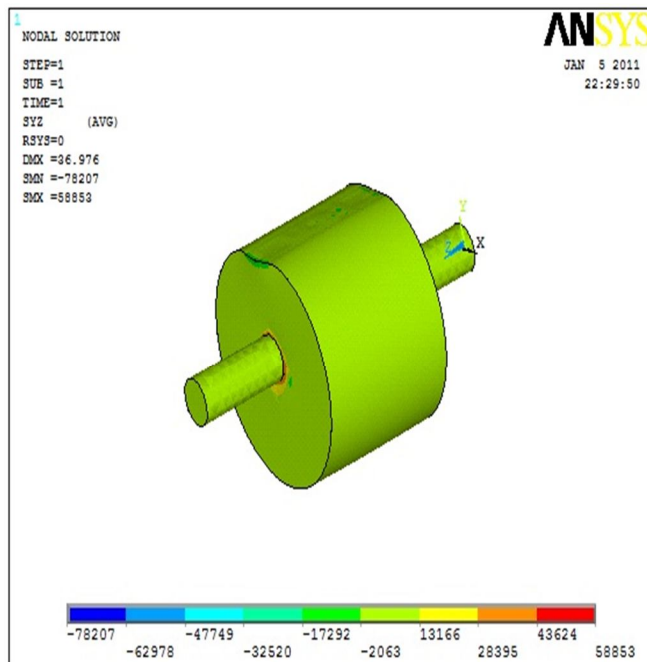 1
NODAL SOLUTION
ANSYS
STEP=1
SUB =1
TIME=1
SYZ (AVG)
RSYS=0
DMX =36.976
SMN =-78207
SMX =58853
JAN 5 2011
22:29:50
Y
Z
X
-78207 -47749 -17292 13166 43624
-62978 -32520 -2063 28395 58853